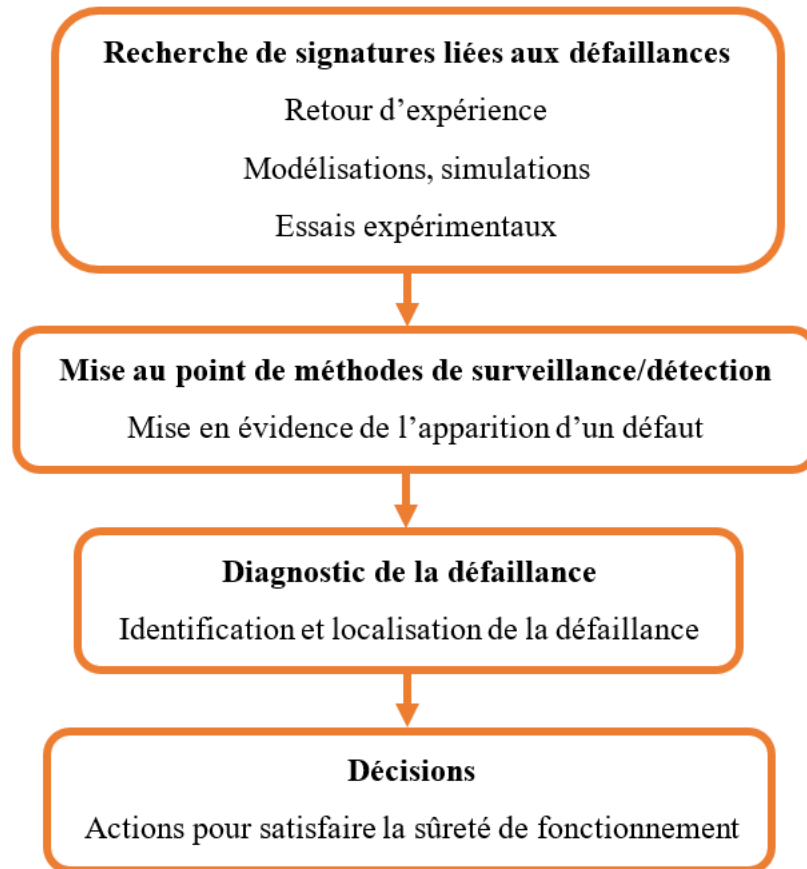 Recherche de signatures liées aux défaillances
Retour d’expérience
Modélisations, simulations
Essais expérimentaux
Mise au point de méthodes de surveillance/détection
Mise en évidence de l’apparition d’un défaut
Diagnostic de la défaillance
Identification et localisation de la défaillance
Décisions
Actions pour satisfaire la sûreté de fonctionnement